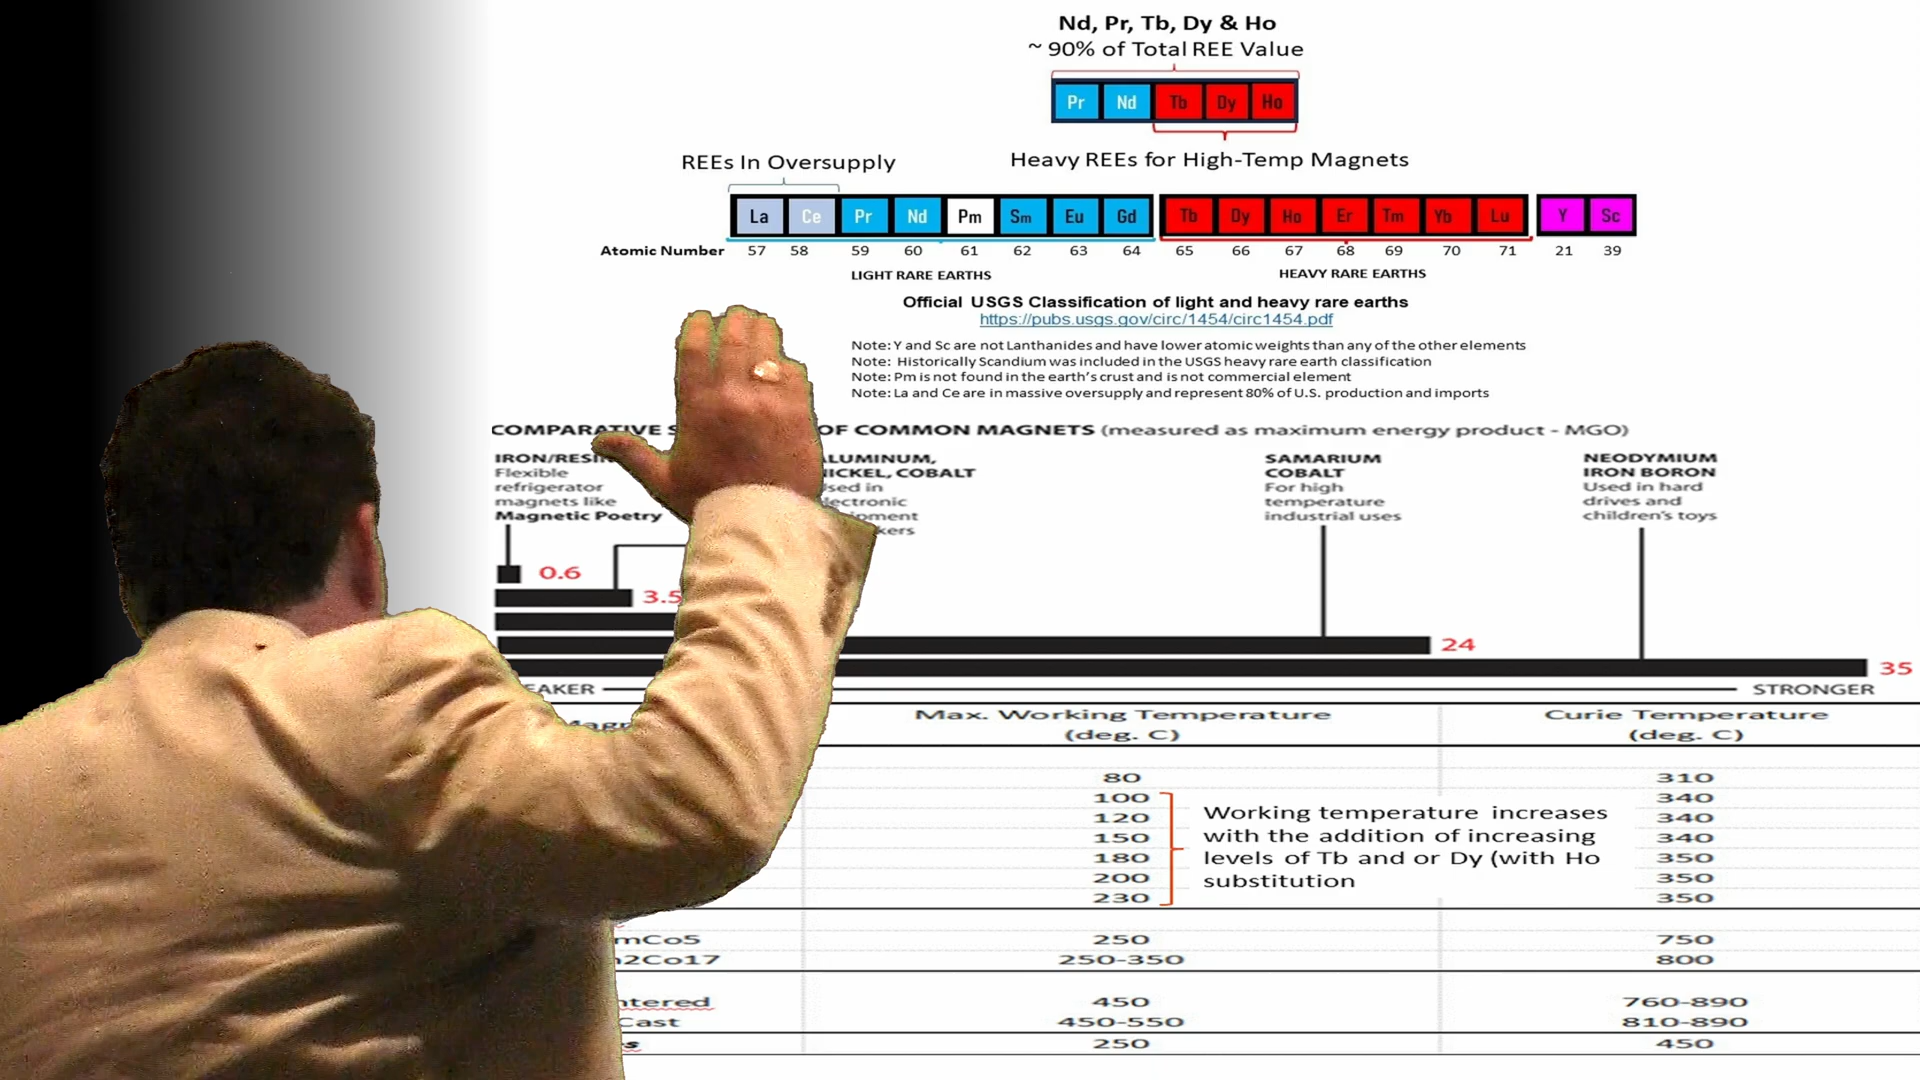 Nd, Pr, Tb, Dy & Ho
~ 90% of Total REE Value
Pr Nd Tb Dy Ho
REEs In Oversupply
Heavy REEs for High-Temp Magnets
La Ce Pr Nd Pm Sm Eu Gd Tb Dy Ho Er Tm Yb Lu Y Sc
Atomic Number 57 58 59 60 61 62 63 64 65 66 67 68 69 70 71 21 39
LIGHT RARE EARTHS HEAVY RARE EARTHS
Official USGS Classification of light and heavy rare earths
https://pubs.usgs.gov/circ/1454/circ1454.pdf
Note: Y and Sc are not Lanthanides and have lower atomic weights than any of the other elements
Note: Historically Scandium was included in the USGS heavy rare earth classification
Note: Pm is not found in the earth's crust and is not commercial element
Note: La and Ce are in massive oversupply and represent 80% of U.S. production and imports
COMPARATIVE OF COMMON MAGNETS (measured as maximum energy product - MGO)
Flexible
refrigerator
magnets like
Magnetic Poetry
COBALT
in
SAMARIUM
COBALT
For high
temperature
industrial uses
NEODYMIUM
IRON BORON
Used in hard
drives and
children's toys
0.6
3.5
24
35
STRONGER
Max. Working Temperature
(deg. C)
Curie Temperature
(deg. C)
80 310
100 340
120 340
150 340
180 350
200 350
230 350
Working temperature increases
with the addition of increasing
levels of Tb and or Dy (with Ho
substitution
mCo5 250 750
2Co17 250-350 800
ntered 450 760-890
Cast 450-550 810-890
s 250 450